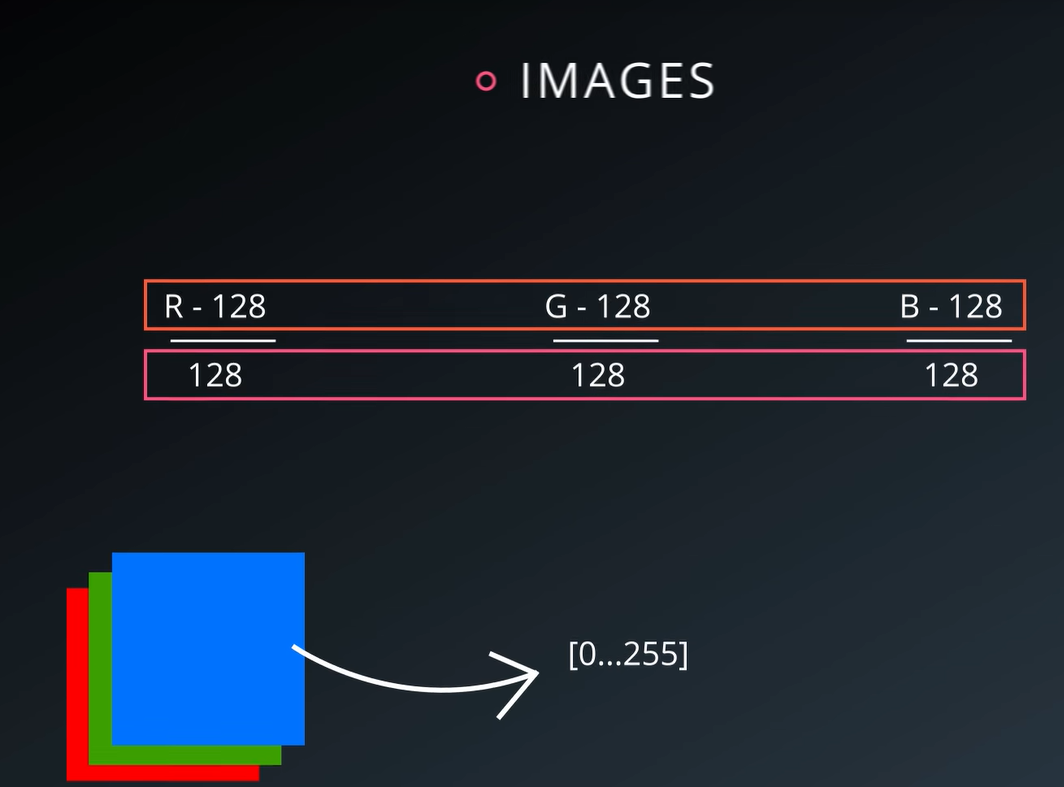 IMAGES
R - 128 G - 128 B - 128
128 128 128
[0...255]